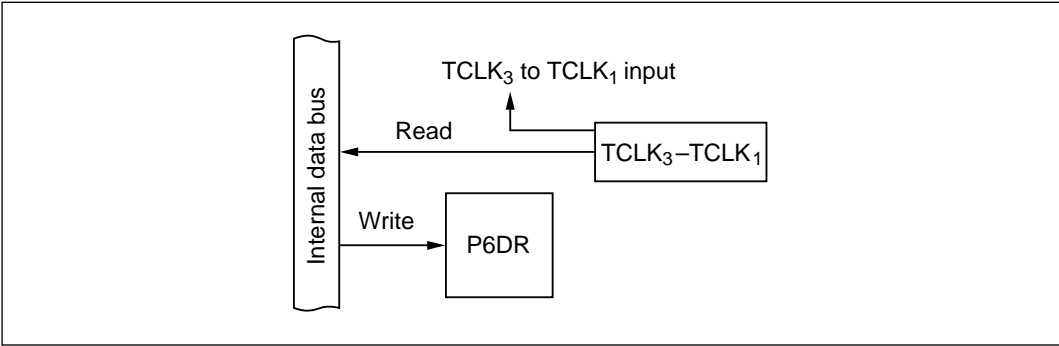 TCLK₃ to TCLK₁ input
Internal data bus
Read
TCLK₃–TCLK₁
Write
P6DR